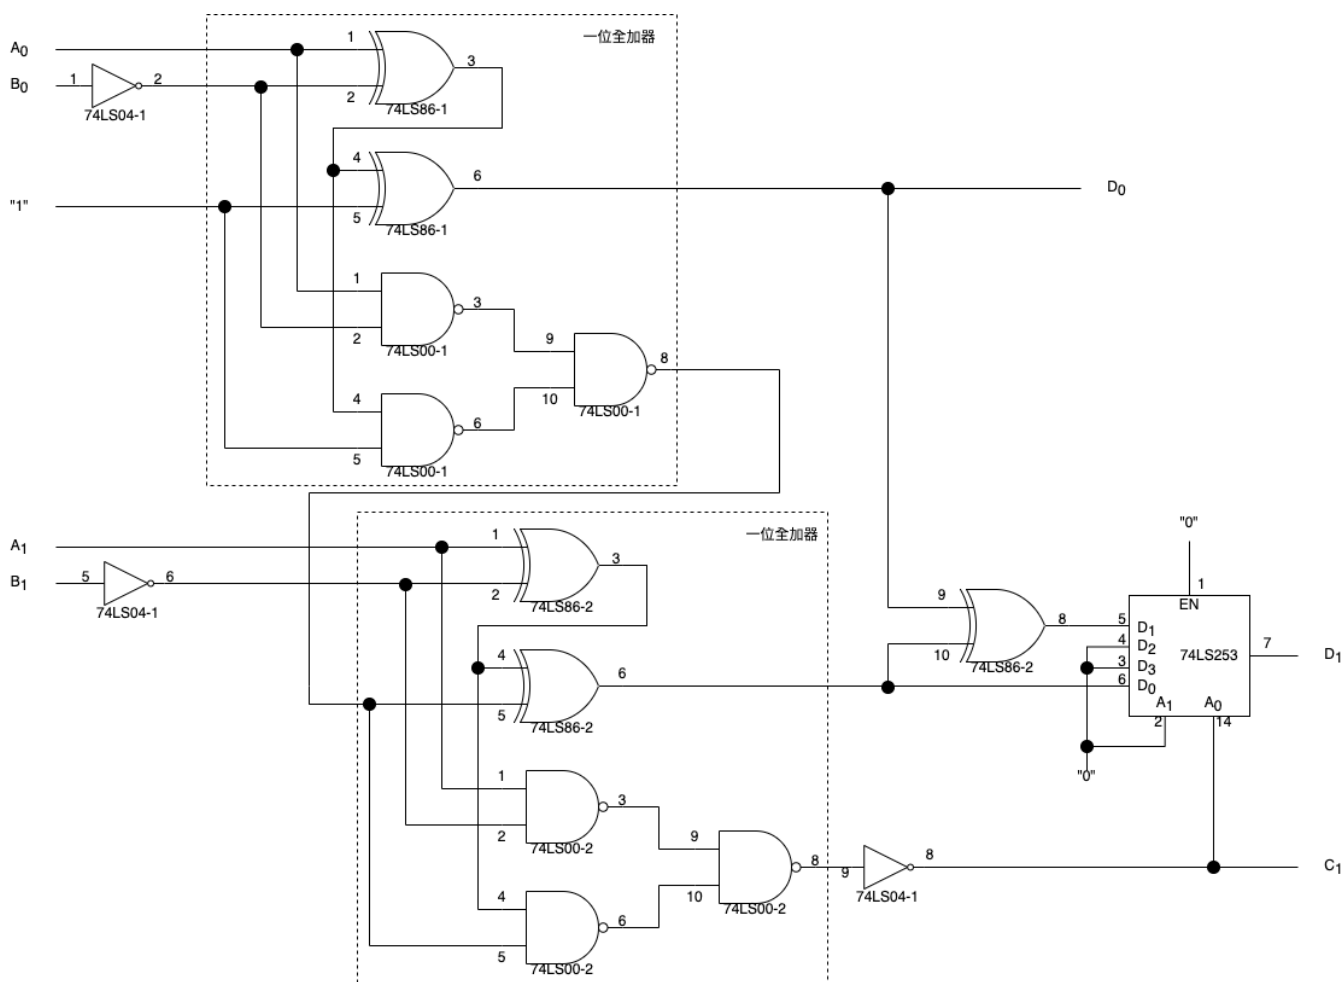 一位全加器
A0
1
3
B0
1
2
2
74LS86-1
74LS04-1
4
6
D0
"1"
5
74LS86-1
1
3
2
74LS00-1
9
8
4
10
74LS00-1
6
5
74LS00-1
一位全加器
"0"
A1
1
3
B1
5
6
2
74LS86-2
74LS04-1
1
EN
9
8
5
D1
4
D2
10
74LS86-2
3
D3
74LS253
7
D1
6
D0
4
6
5
74LS86-2
A1
A0
2
14
"0"
1
3
2
74LS00-2
9
8
9
8
C1
10
74LS00-2
74LS04-1
4
6
5
74LS00-2